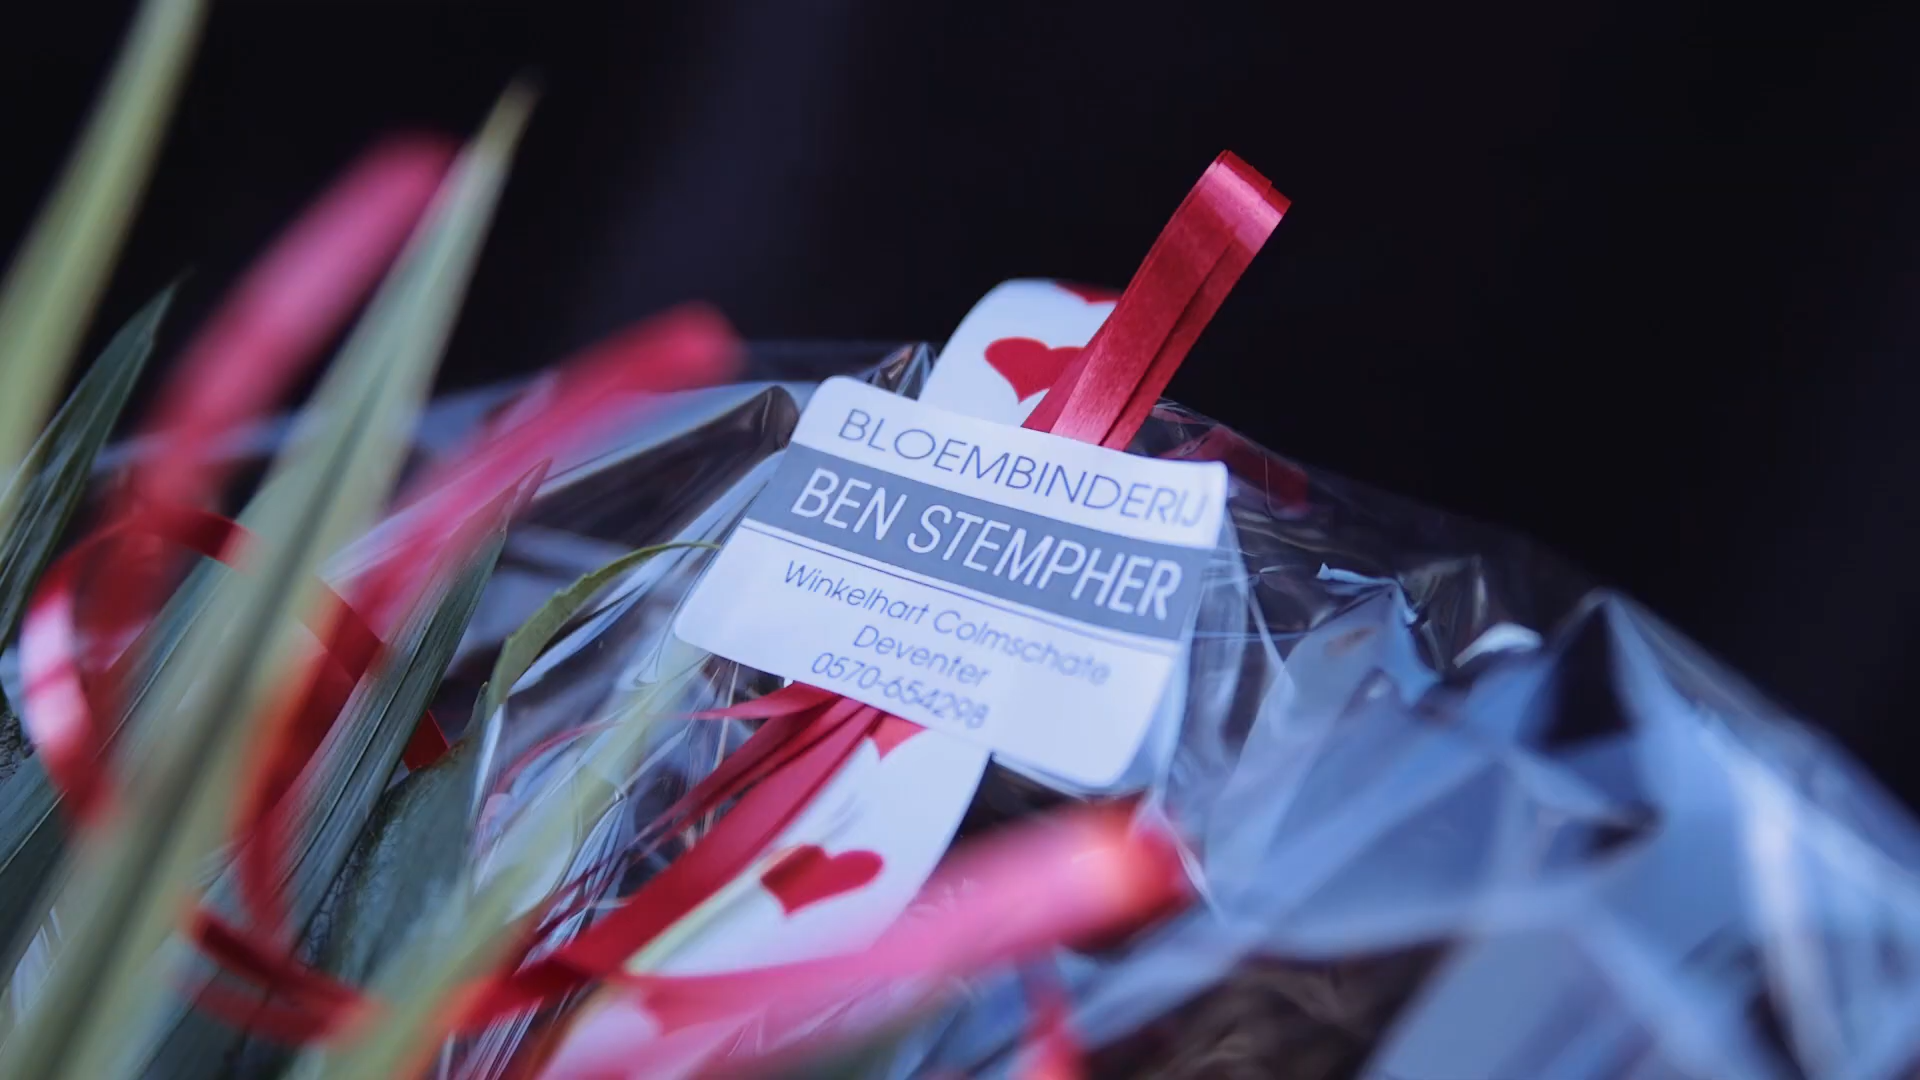 BLOEMBINDERIJ
BEN STEMPHER
Winkelhart Colmschate
Deventer
0570-654298